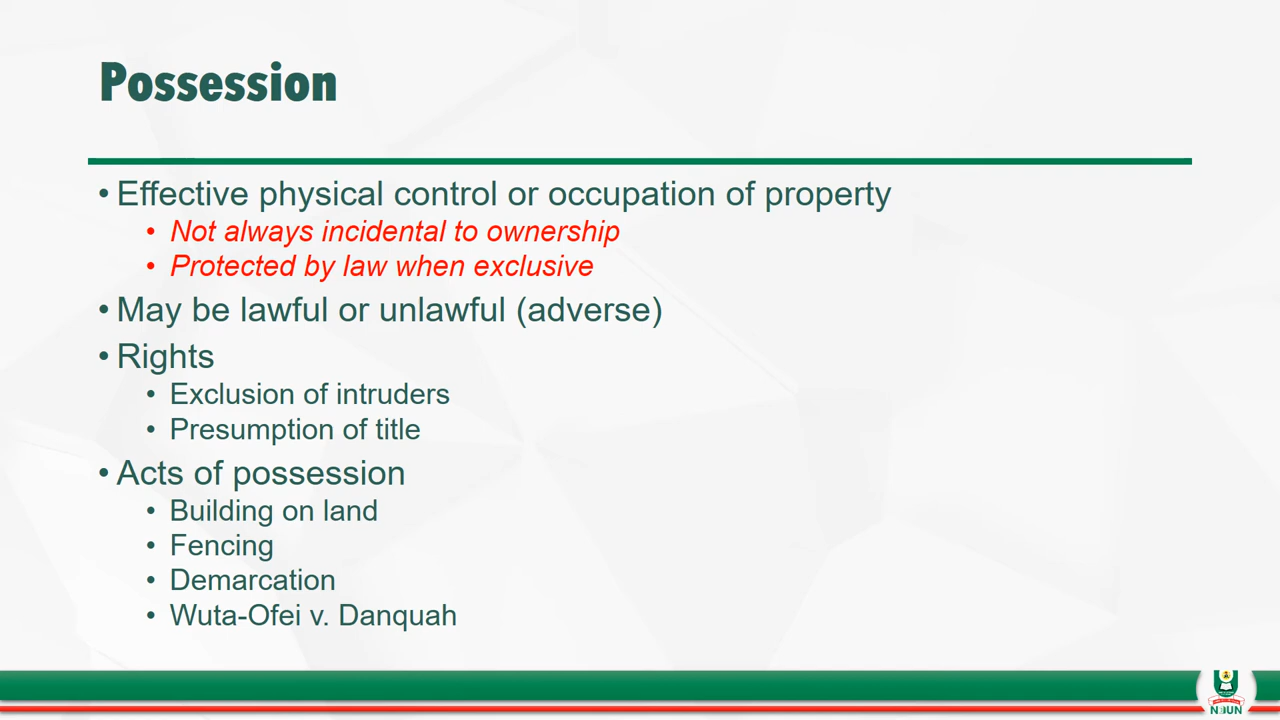 Possession
• Effective physical control or occupation of property
• Not always incidental to ownership
• Protected by law when exclusive
• May be lawful or unlawful (adverse)
• Rights
• Exclusion of intruders
• Presumption of title
• Acts of possession
• Building on land
• Fencing
• Demarcation
• Wuta-Ofei v. Danquah